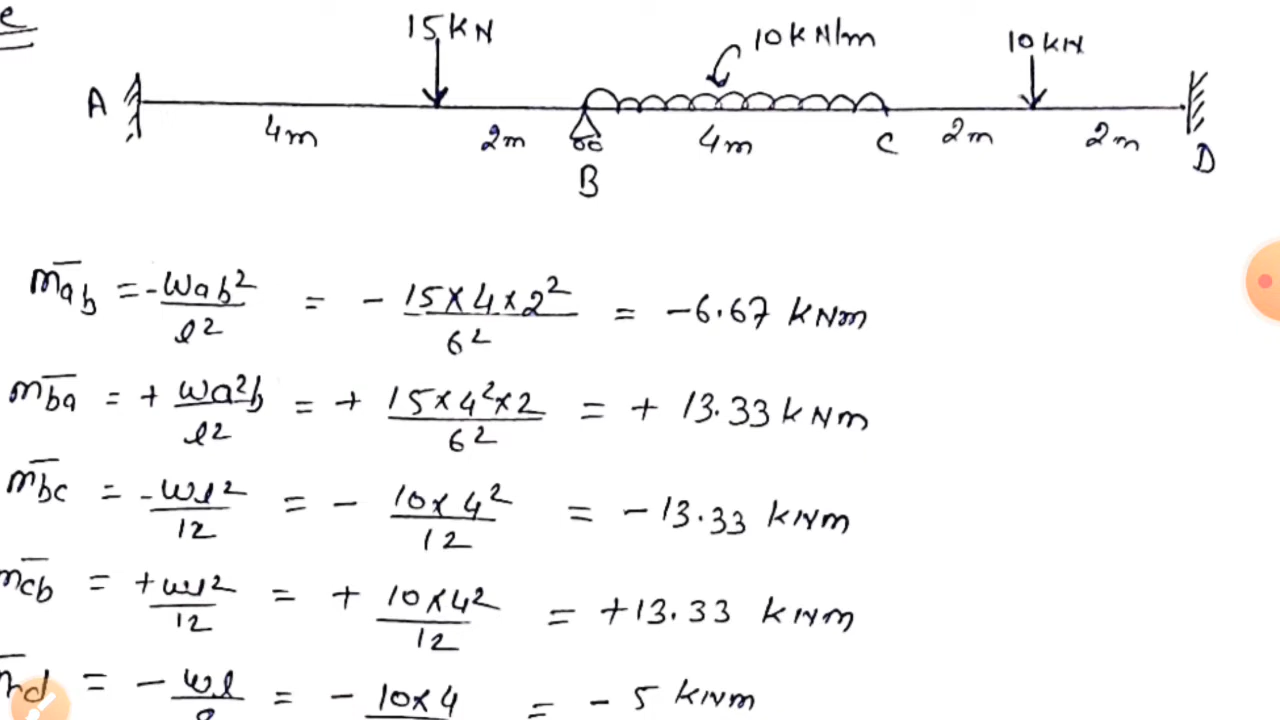 e
15 kN 10 kN/m 10 kN
A 4m 2m 4m C 2m 2m D
B
m̅ab = -wab²/l² = - 15×4×2²/6² = -6.67 kNm
m̅ba = + wa²b/l² = + 15×4²×2/6² = + 13.33 kNm
m̅bc = -wl²/12 = - 10×4²/12 = -13.33 kNm
m̅cb = +wl²/12 = + 10×4²/12 = +13.33 kNm
d = - wl/8 = - 10×4 = - 5 kNm